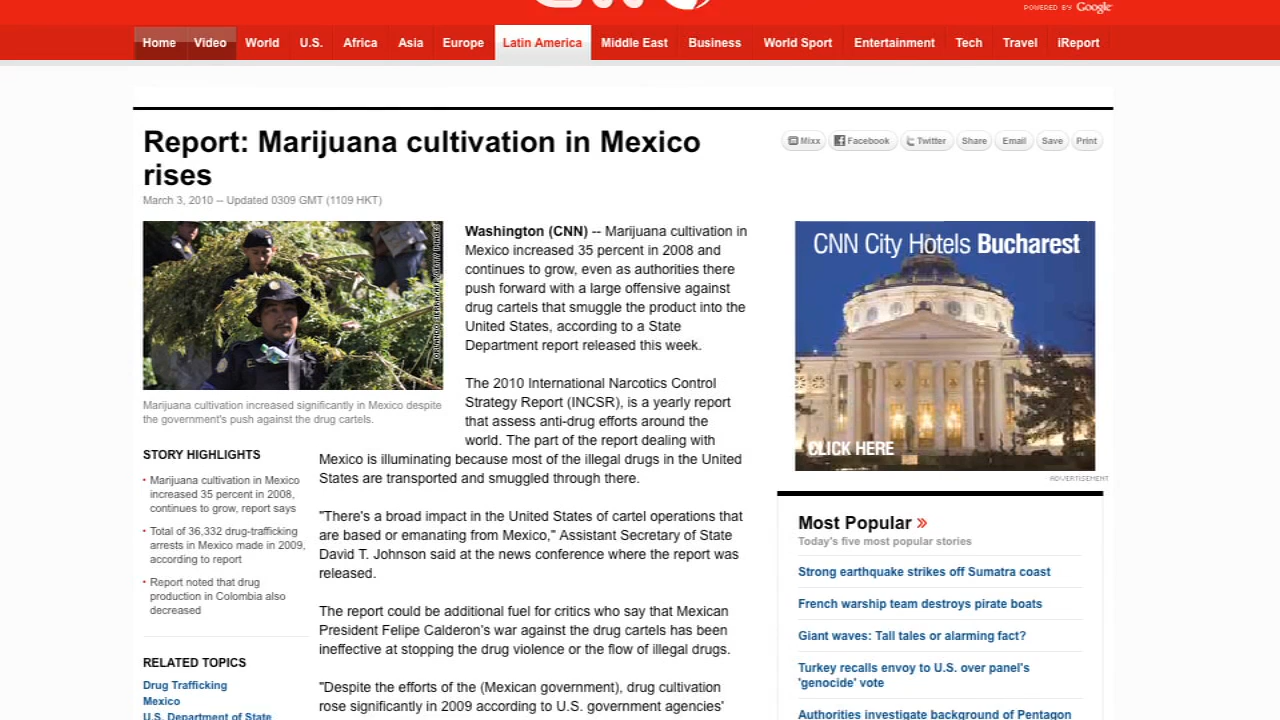 POWERED BY Google
Home Video World U.S. Africa Asia Europe Latin America Middle East Business World Sport Entertainment Tech Travel iReport
Report: Marijuana cultivation in Mexico
rises
March 3, 2010 -- Updated 0309 GMT (1109 HKT)
Mixx Facebook Twitter Share Email Save Print
Marijuana cultivation increased significantly in Mexico despite
the government's push against the drug cartels.
STORY HIGHLIGHTS
Marijuana cultivation in Mexico
increased 35 percent in 2008,
continues to grow, report says
Total of 36,332 drug-trafficking
arrests in Mexico made in 2009,
according to report
Report noted that drug
production in Colombia also
decreased
RELATED TOPICS
Drug Trafficking
Mexico
U.S. Department of State
Washington (CNN) -- Marijuana cultivation in
Mexico increased 35 percent in 2008 and
continues to grow, even as authorities there
push forward with a large offensive against
drug cartels that smuggle the product into the
United States, according to a State
Department report released this week.
The 2010 International Narcotics Control
Strategy Report (INCSR), is a yearly report
that assess anti-drug efforts around the
world. The part of the report dealing with
Mexico is illuminating because most of the illegal drugs in the United
States are transported and smuggled through there.
"There's a broad impact in the United States of cartel operations that
are based or emanating from Mexico," Assistant Secretary of State
David T. Johnson said at the news conference where the report was
released.
The report could be additional fuel for critics who say that Mexican
President Felipe Calderon's war against the drug cartels has been
ineffective at stopping the drug violence or the flow of illegal drugs.
"Despite the efforts of the (Mexican government), drug cultivation
rose significantly in 2009 according to U.S. government agencies'
CNN City Hotels Bucharest
CLICK HERE
ADVERTISEMENT
Most Popular »
Today's five most popular stories
Strong earthquake strikes off Sumatra coast
French warship team destroys pirate boats
Giant waves: Tall tales or alarming fact?
Turkey recalls envoy to U.S. over panel's
'genocide' vote
Authorities investigate background of Pentagon